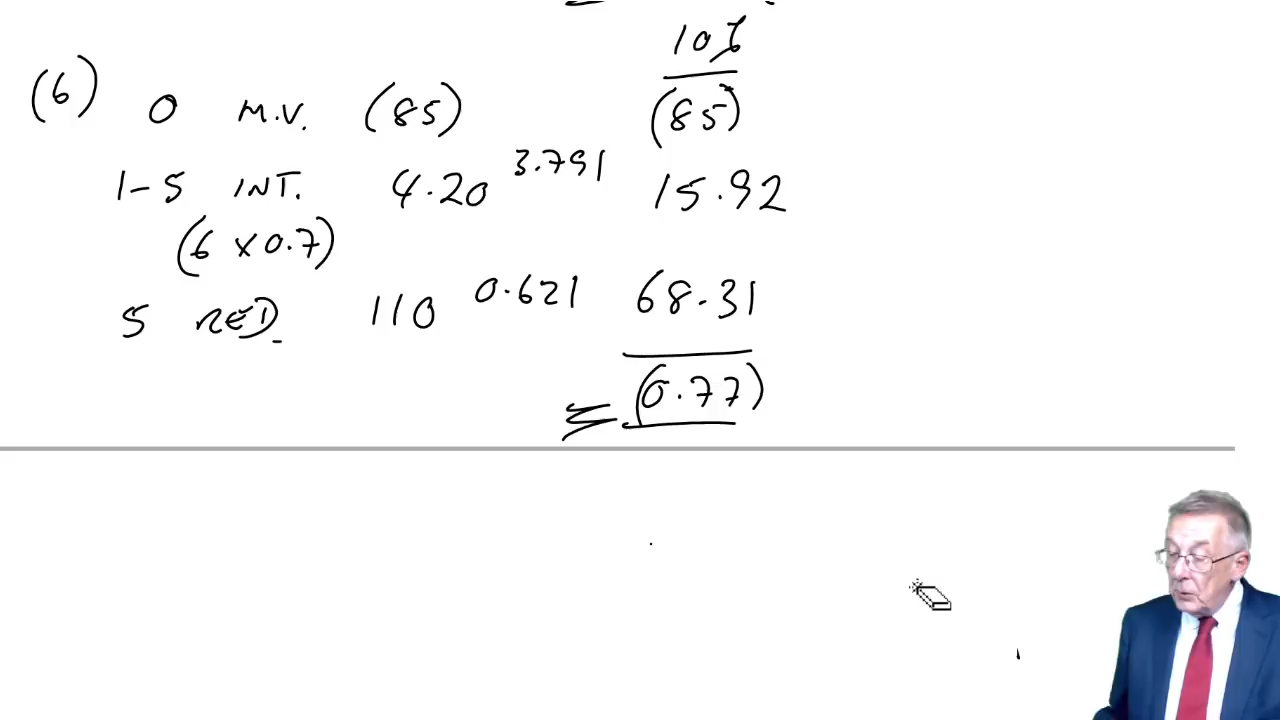 10%
(6) 0 M.V. (85) (85)
1-5 INT. 4.20 3.791 15.92
(6 x 0.7)
5 RED. 110 0.621 68.31
(0.77)